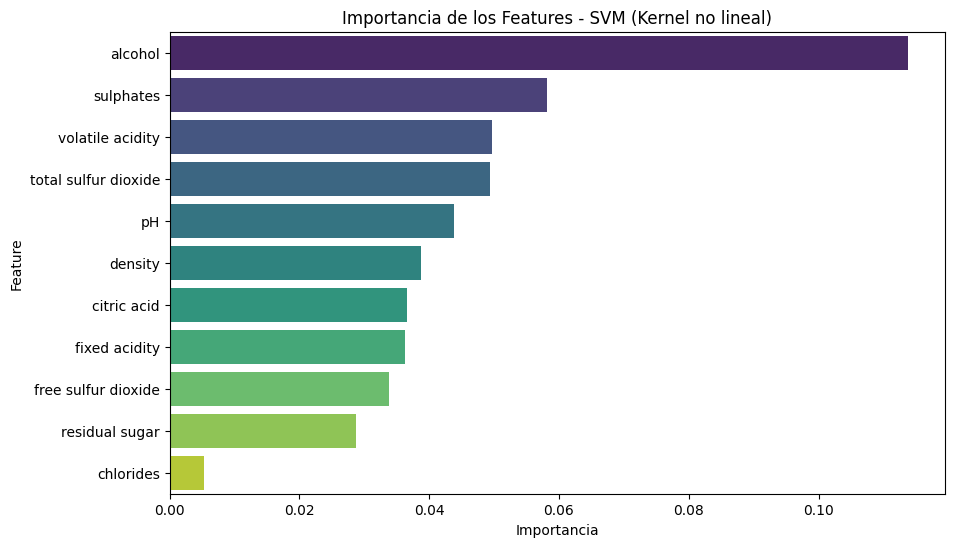 Importancia de los Features - SVM (Kernel no lineal)
alcohol
sulphates
volatile acidity
total sulfur dioxide
pH
density
citric acid
fixed acidity
free sulfur dioxide
residual sugar
chlorides
Feature
0.00 0.02 0.04 0.06 0.08 0.10
Importancia